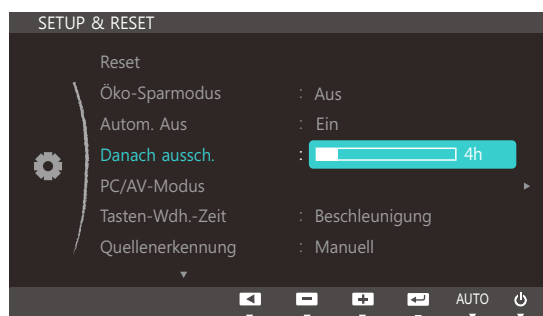 SETUP & RESET
Reset
Öko-Sparmodus : Aus
Autom. Aus : Ein
Danach aussch. : 4h
PC/AV-Modus
Tasten-Wdh.-Zeit : Beschleunigung
Quellenerkennung : Manuell
AUTO